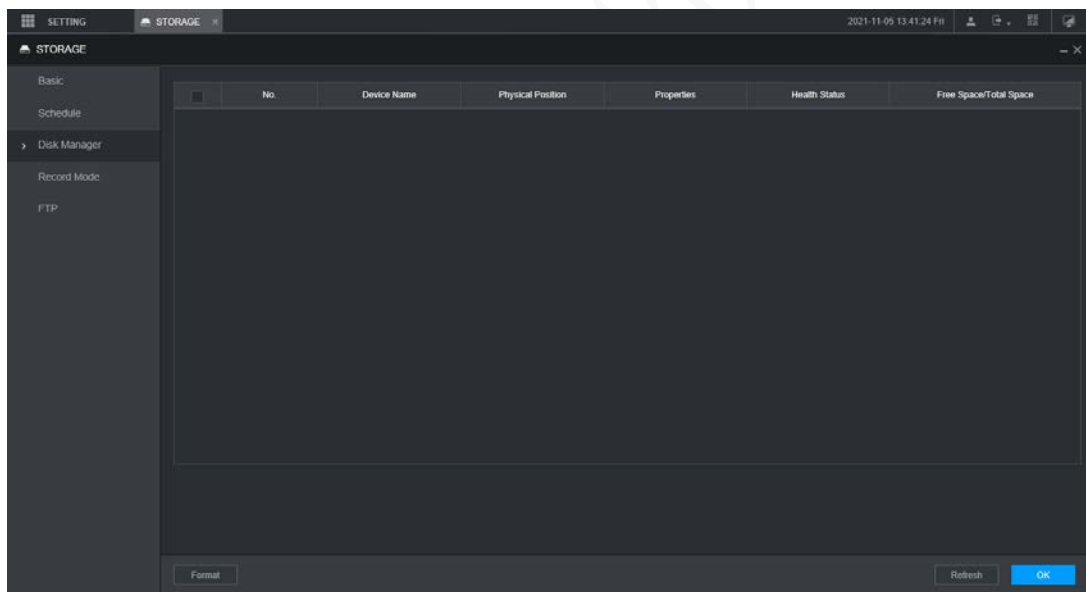 SETTING STORAGE × 2021-11-05 13:41:24 Fri
STORAGE
Basic
No. Device Name Physical Position Properties Health Status Free Space/Total Space
Schedule
Disk Manager
Record Mode
FTP
Format Refresh OK